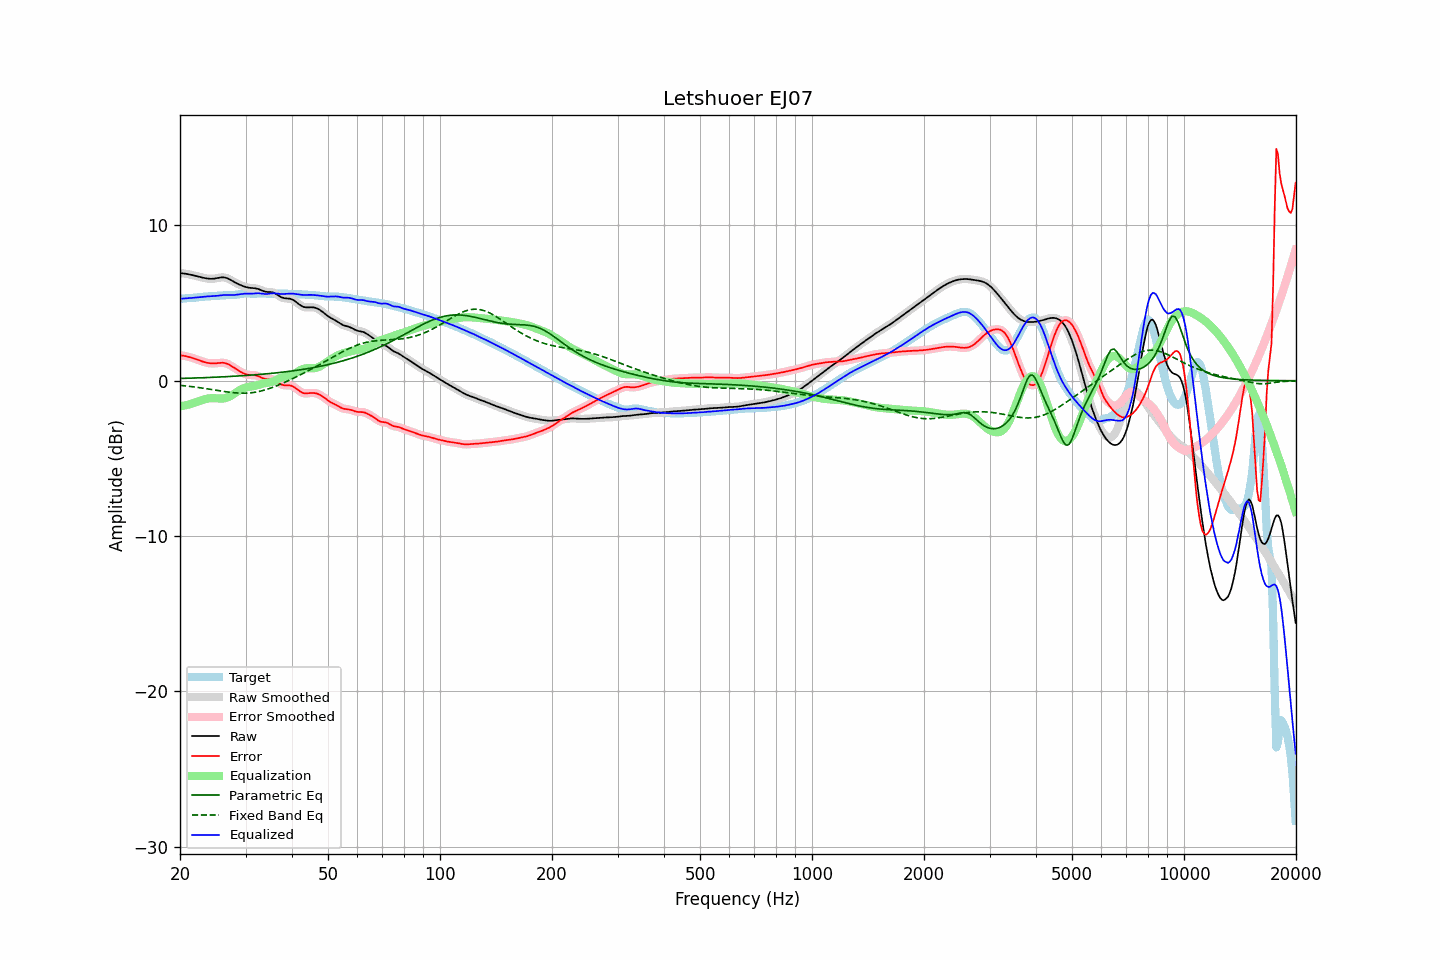 Letshuoer EJ07
Amplitude (dBr)
10
0
−10
−20
−30
Target
Raw Smoothed
Error Smoothed
Raw
Error
Equalization
Parametric Eq
Fixed Band Eq
Equalized
20 50 100 200 500 1000 2000 5000 10000 20000
Frequency (Hz)